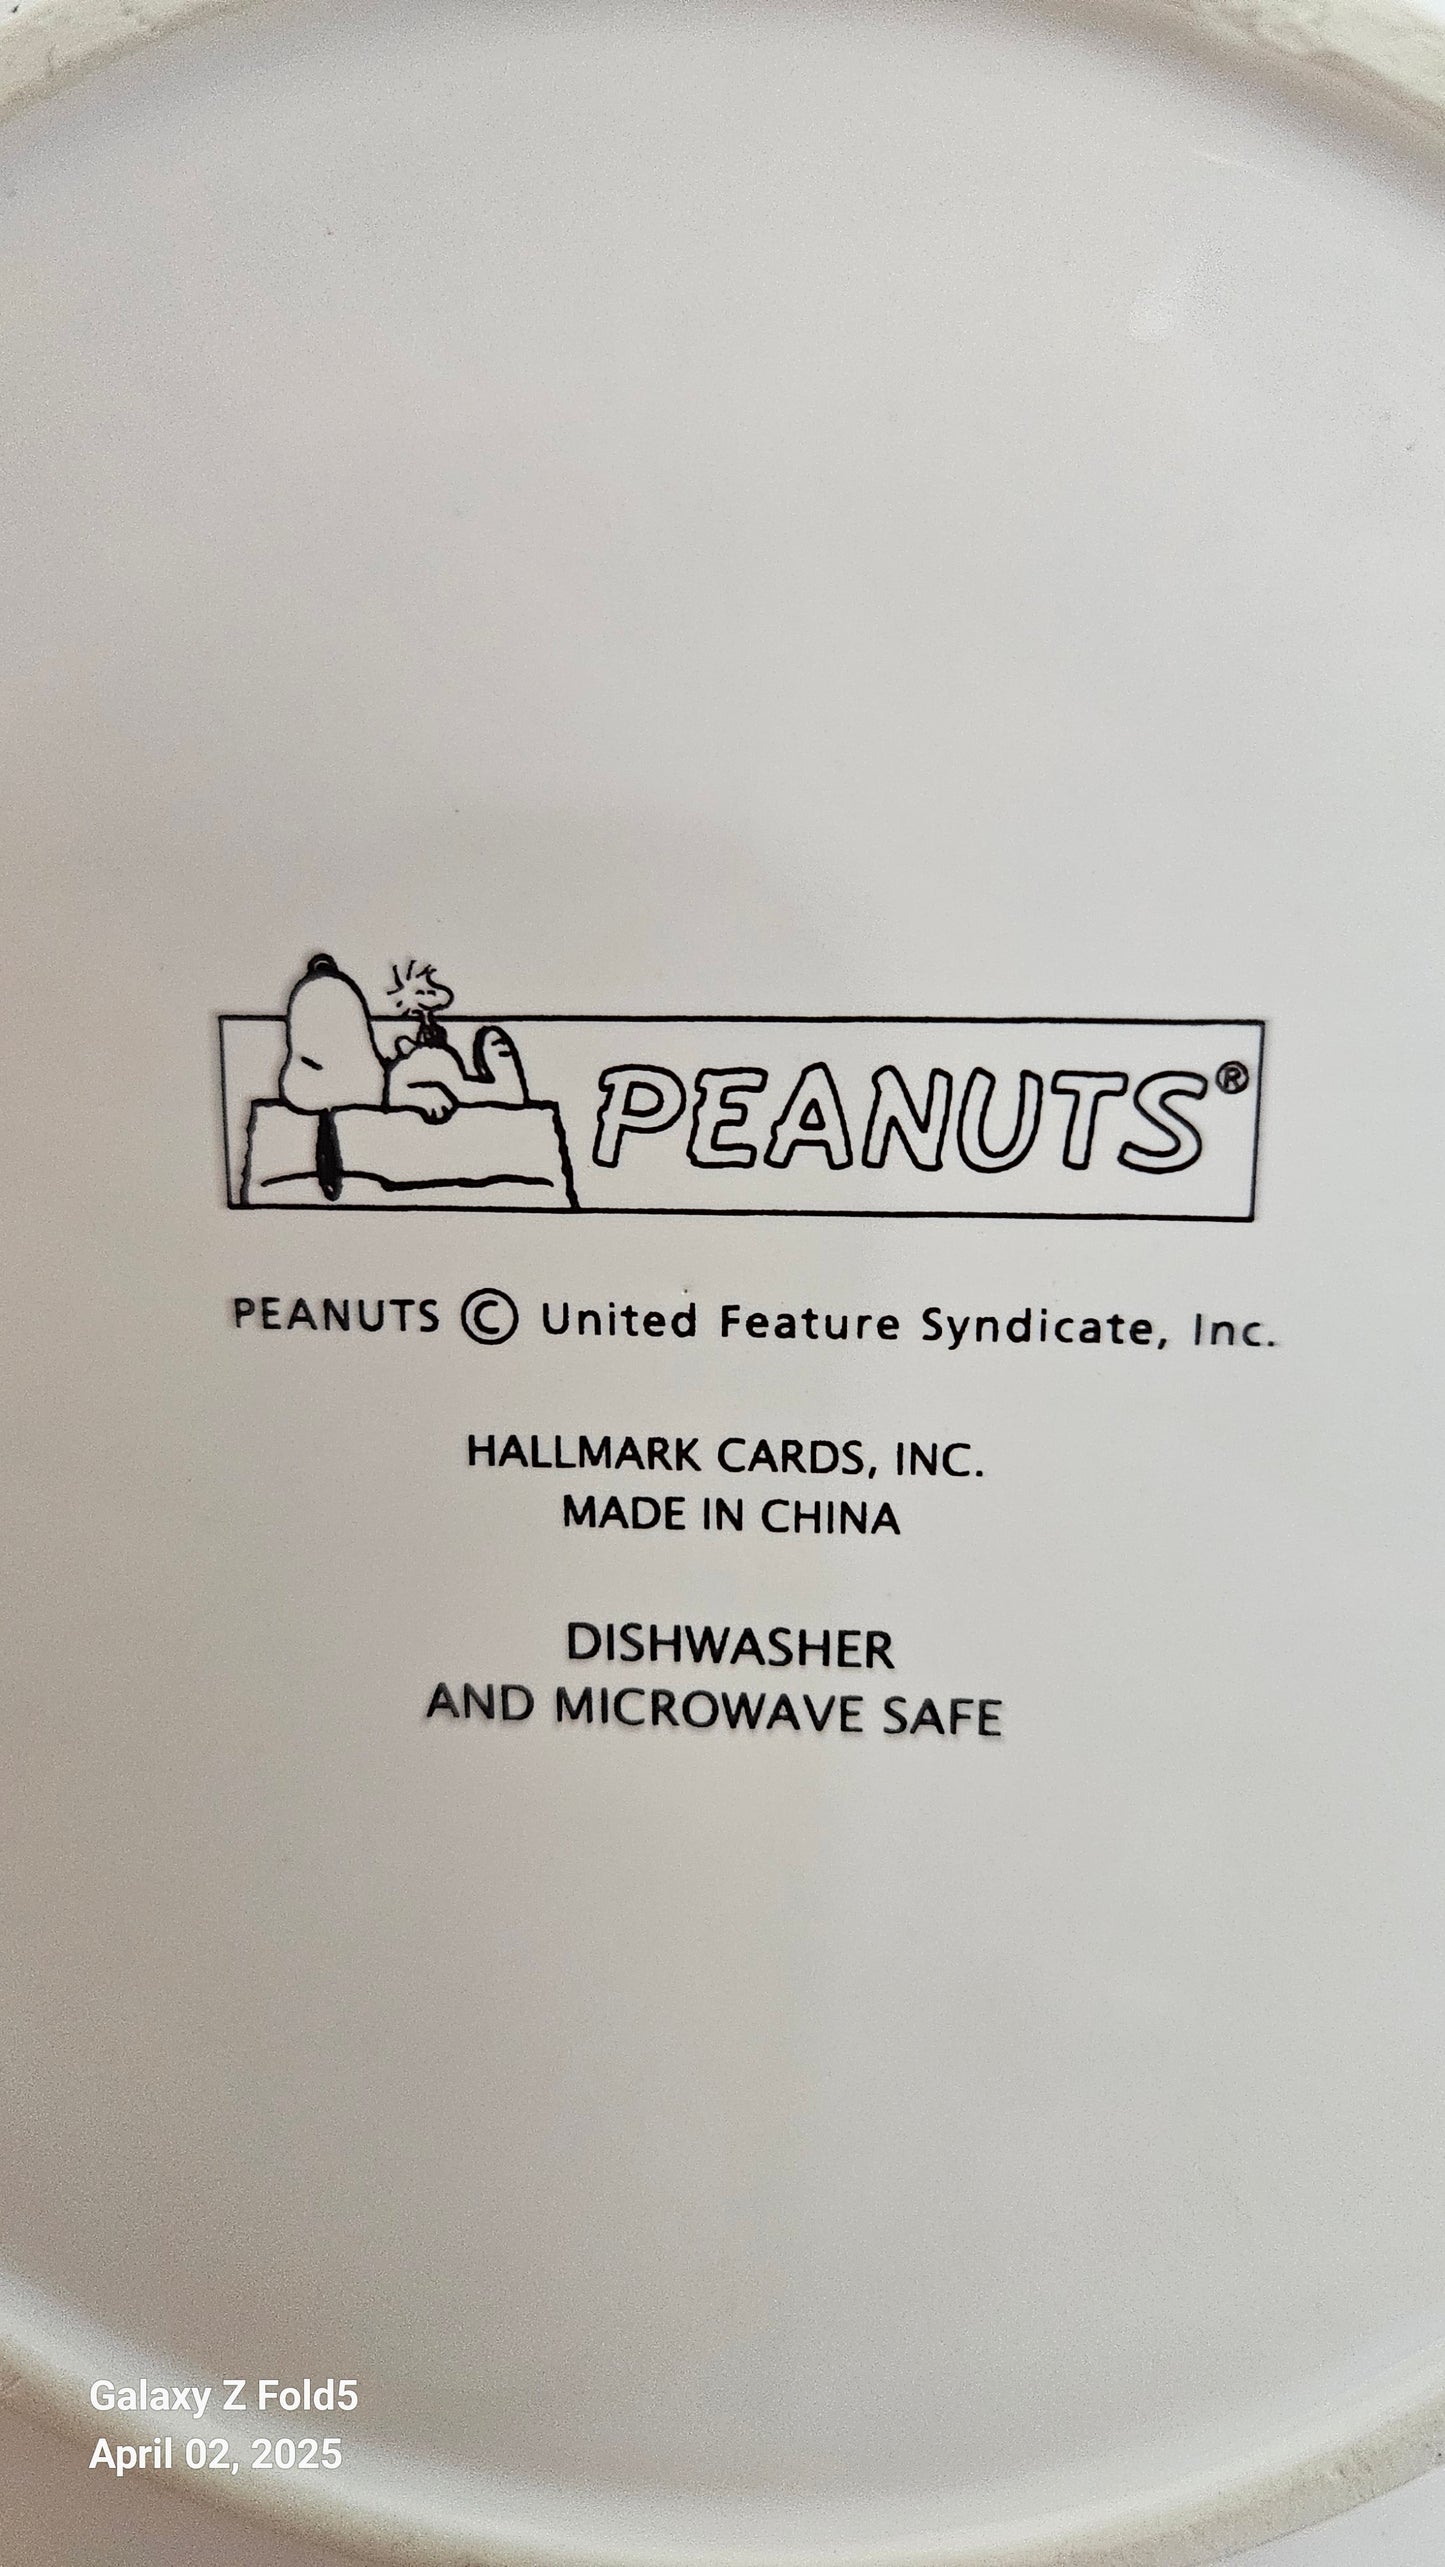 PEANUTS®
PEANUTS © United Feature Syndicate, Inc.
HALLMARK CARDS, INC.
MADE IN CHINA
DISHWASHER
AND MICROWAVE SAFE
Galaxy Z Fold5
April 02, 2025